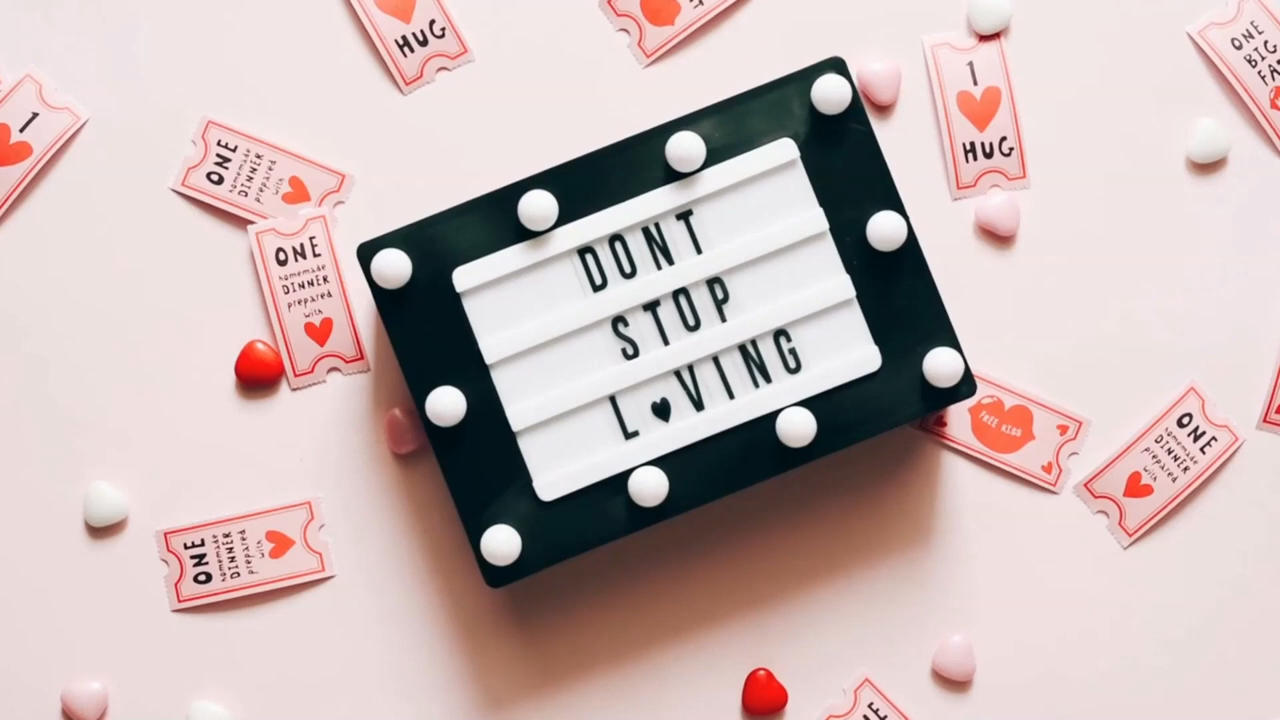 HUG
1
ONE
BIG
1
HUG
ONE
homemade
DINNER
prepared
with
ONE
homemade
DINNER
prepared
with
DONT
STOP
L♥VING
FREE KISS
ONE
homemade
DINNER
prepared
with
ONE
homemade
DINNER
prepared
with